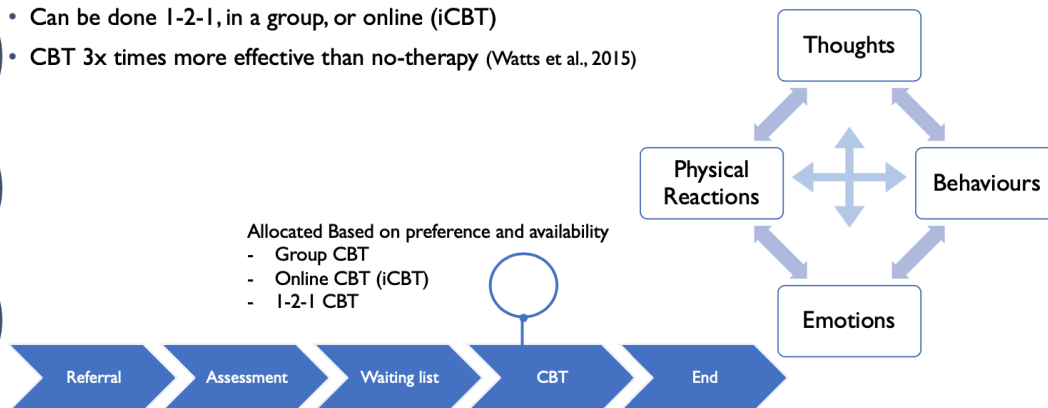 • Can be done 1-2-1, in a group, or online (iCBT)
• CBT 3x times more effective than no-therapy (Watts et al., 2015)
Thoughts
Physical
Reactions
Behaviours
Emotions
Allocated Based on preference and availability
- Group CBT
- Online CBT (iCBT)
- 1-2-1 CBT
Referral
Assessment
Waiting list
CBT
End